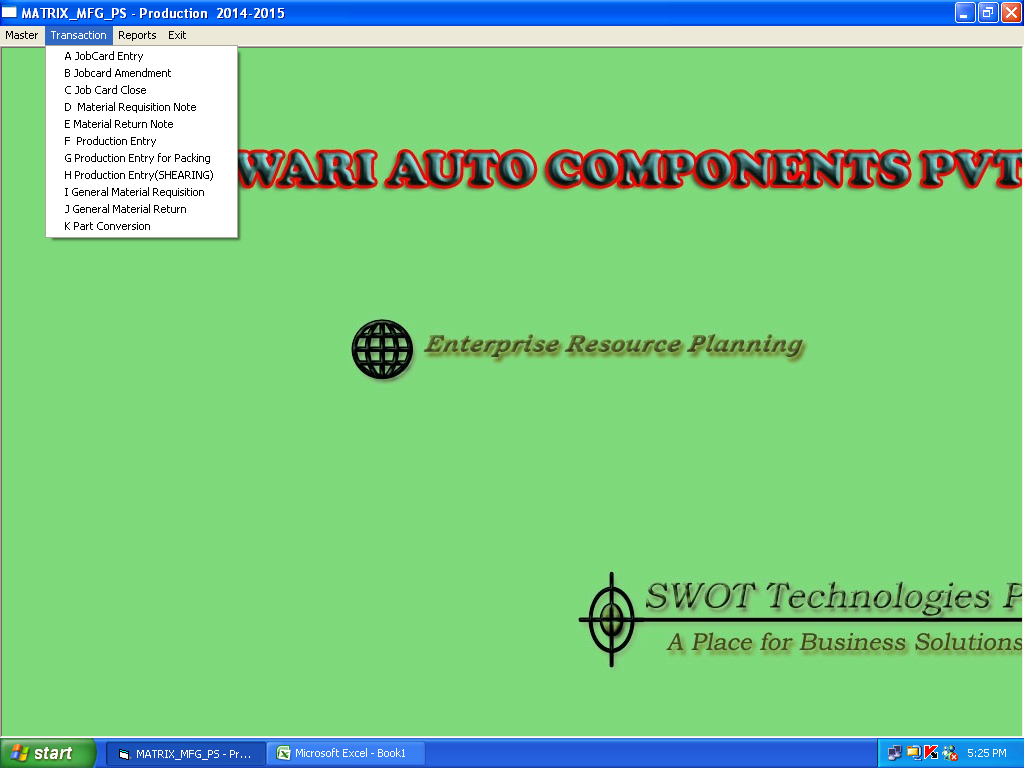 MATRIX_MFG_PS - Production 2014-2015
Master Transaction Reports Exit
A JobCard Entry
B Jobcard Amendment
C Job Card Close
D Material Requisition Note
E Material Return Note
F Production Entry
G Production Entry for Packing
H Production Entry(SHEARING)
I General Material Requisition
J General Material Return
K Part Conversion
WARI AUTO COMPONENTS PVT
Enterprise Resource Planning
SWOT Technologies P
A Place for Business Solutions
start MATRIX_MFG_PS - Pr... Microsoft Excel - Book1 5:25 PM